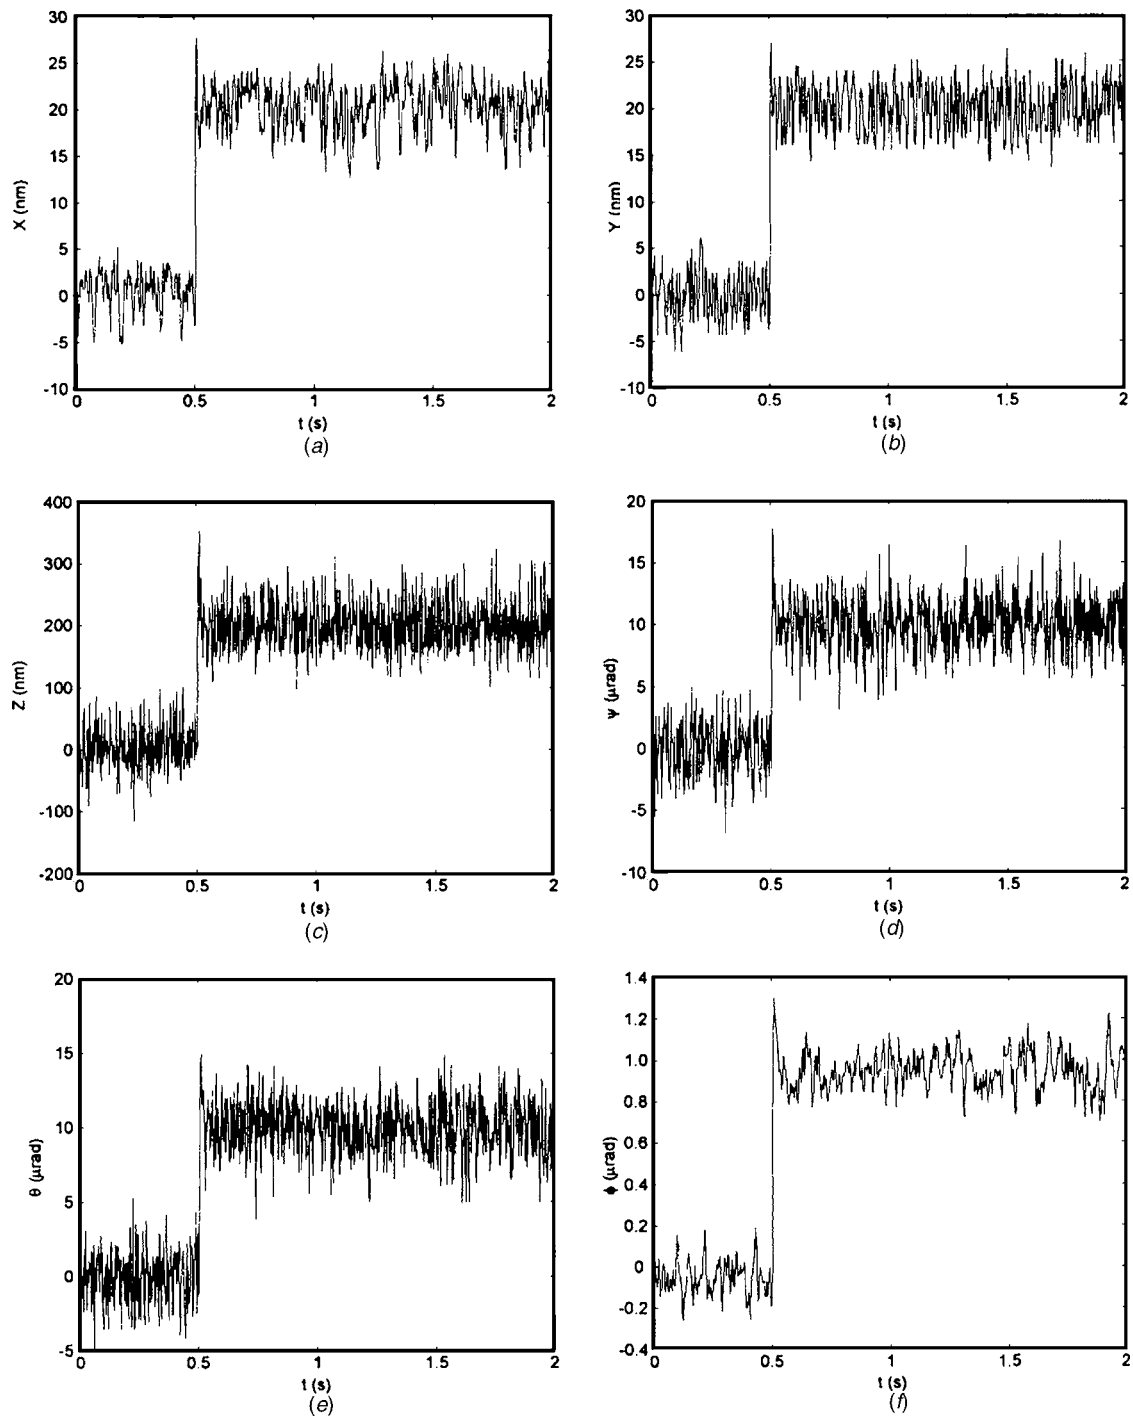 30
25
20
15
10
5
0
-5
-10
X (nm)
0 0.5 1 1.5 2
t (s)
(a)
30
25
20
15
10
5
0
-5
-10
Y (nm)
0 0.5 1 1.5 2
t (s)
(b)
400
300
200
100
0
-100
-200
Z (nm)
0 0.5 1 1.5 2
t (s)
(c)
20
15
10
5
0
-5
-10
ψ (μrad)
0 0.5 1 1.5 2
t (s)
(d)
20
15
10
5
0
-5
θ (μrad)
0 0.5 1 1.5 2
t (s)
(e)
1.4
1.2
1.0
0.8
0.6
0.4
0.2
0
-0.2
-0.4
ϕ (μrad)
0 0.5 1 1.5 2
t (s)
(f)